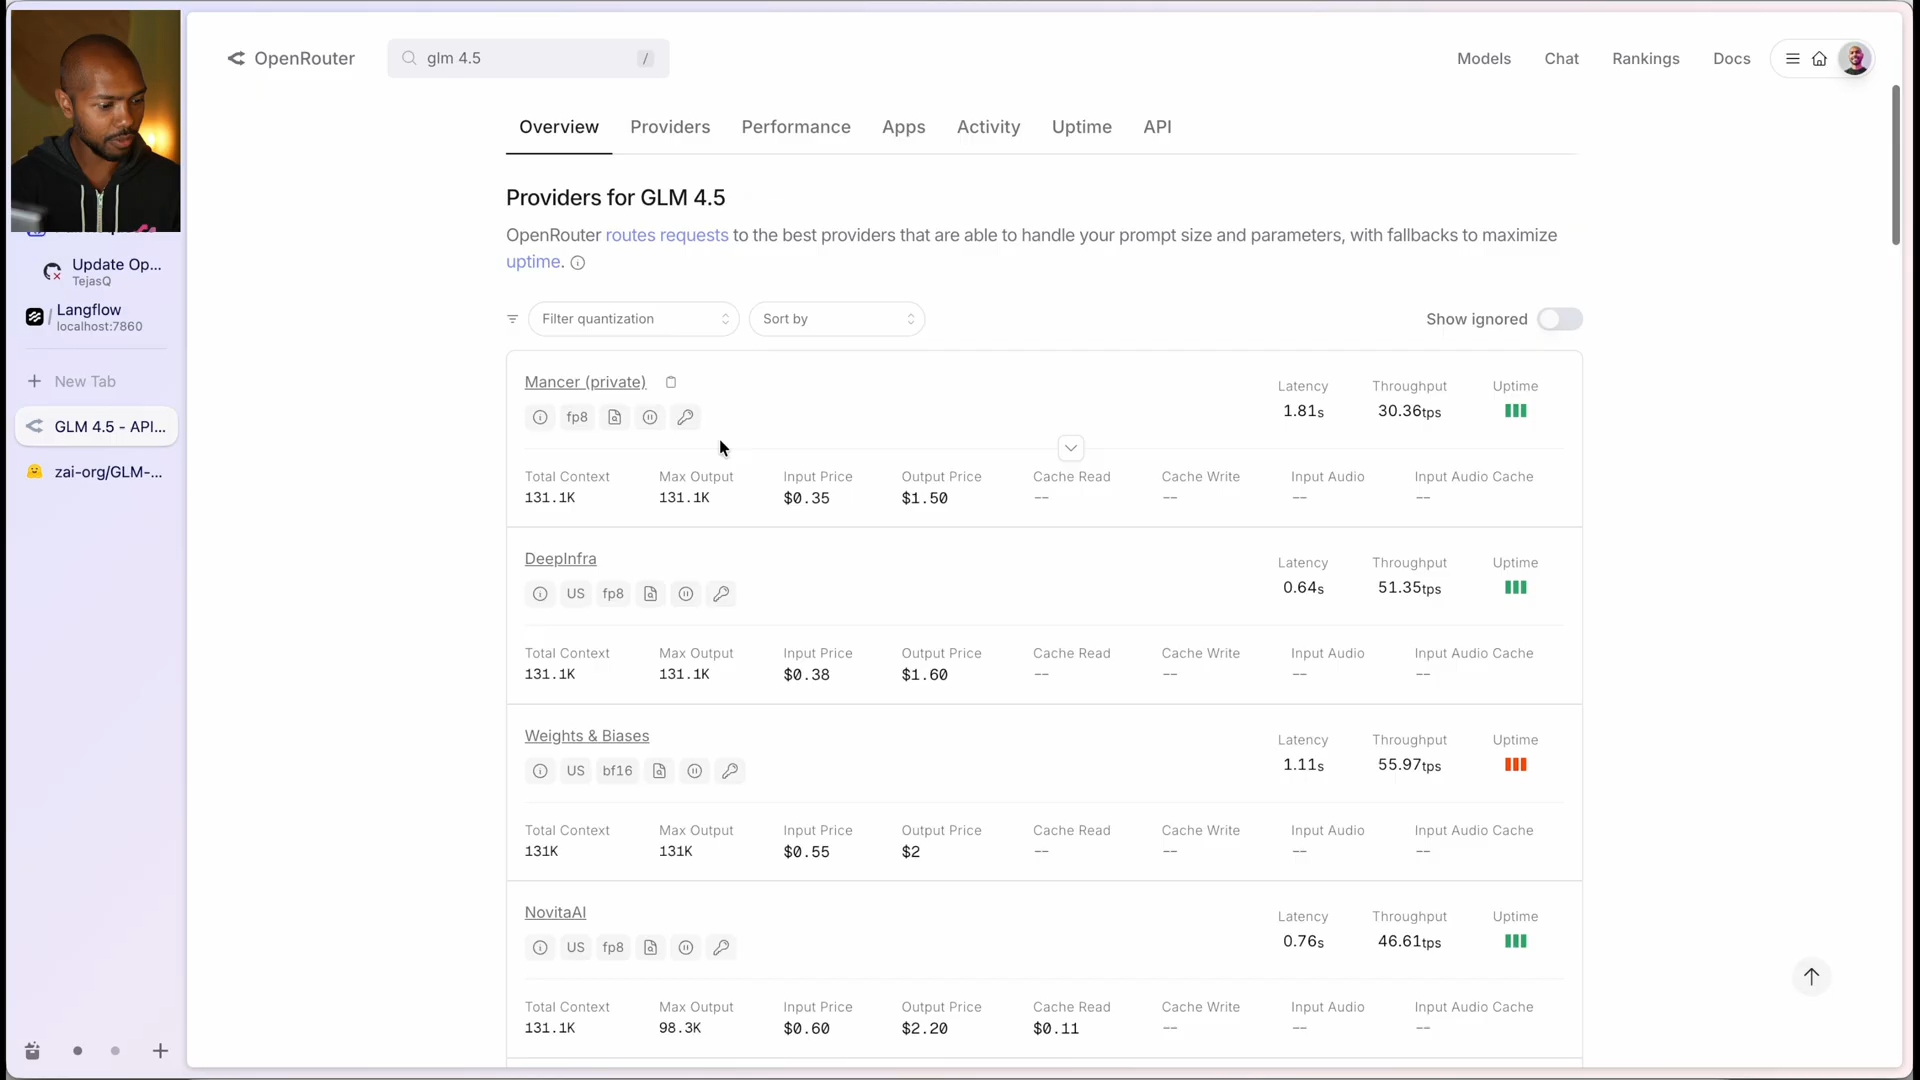 OpenRouter
glm 4.5
/
Models
Chat
Rankings
Docs
Overview
Providers
Performance
Apps
Activity
Uptime
API
Update Op...
TejasQ
/
Langflow
localhost:7860
New Tab
GLM 4.5 - API...
zai-org/GLM-...
Providers for GLM 4.5
OpenRouter routes requests to the best providers that are able to handle your prompt size and parameters, with fallbacks to maximize
uptime.
Filter quantization
Sort by
Show ignored
Mancer (private)
fp8
Latency Throughput Uptime
1.81s 30.36tps
Total Context Max Output Input Price Output Price Cache Read Cache Write Input Audio Input Audio Cache
131.1K 131.1K $0.35 $1.50 -- -- -- --
DeepInfra
US fp8
Latency Throughput Uptime
0.64s 51.35tps
Total Context Max Output Input Price Output Price Cache Read Cache Write Input Audio Input Audio Cache
131.1K 131.1K $0.38 $1.60 -- -- -- --
Weights & Biases
US bf16
Latency Throughput Uptime
1.11s 55.97tps
Total Context Max Output Input Price Output Price Cache Read Cache Write Input Audio Input Audio Cache
131K 131K $0.55 $2 -- -- -- --
NovitaAI
US fp8
Latency Throughput Uptime
0.76s 46.61tps
Total Context Max Output Input Price Output Price Cache Read Cache Write Input Audio Input Audio Cache
131.1K 98.3K $0.60 $2.20 $0.11 -- -- --